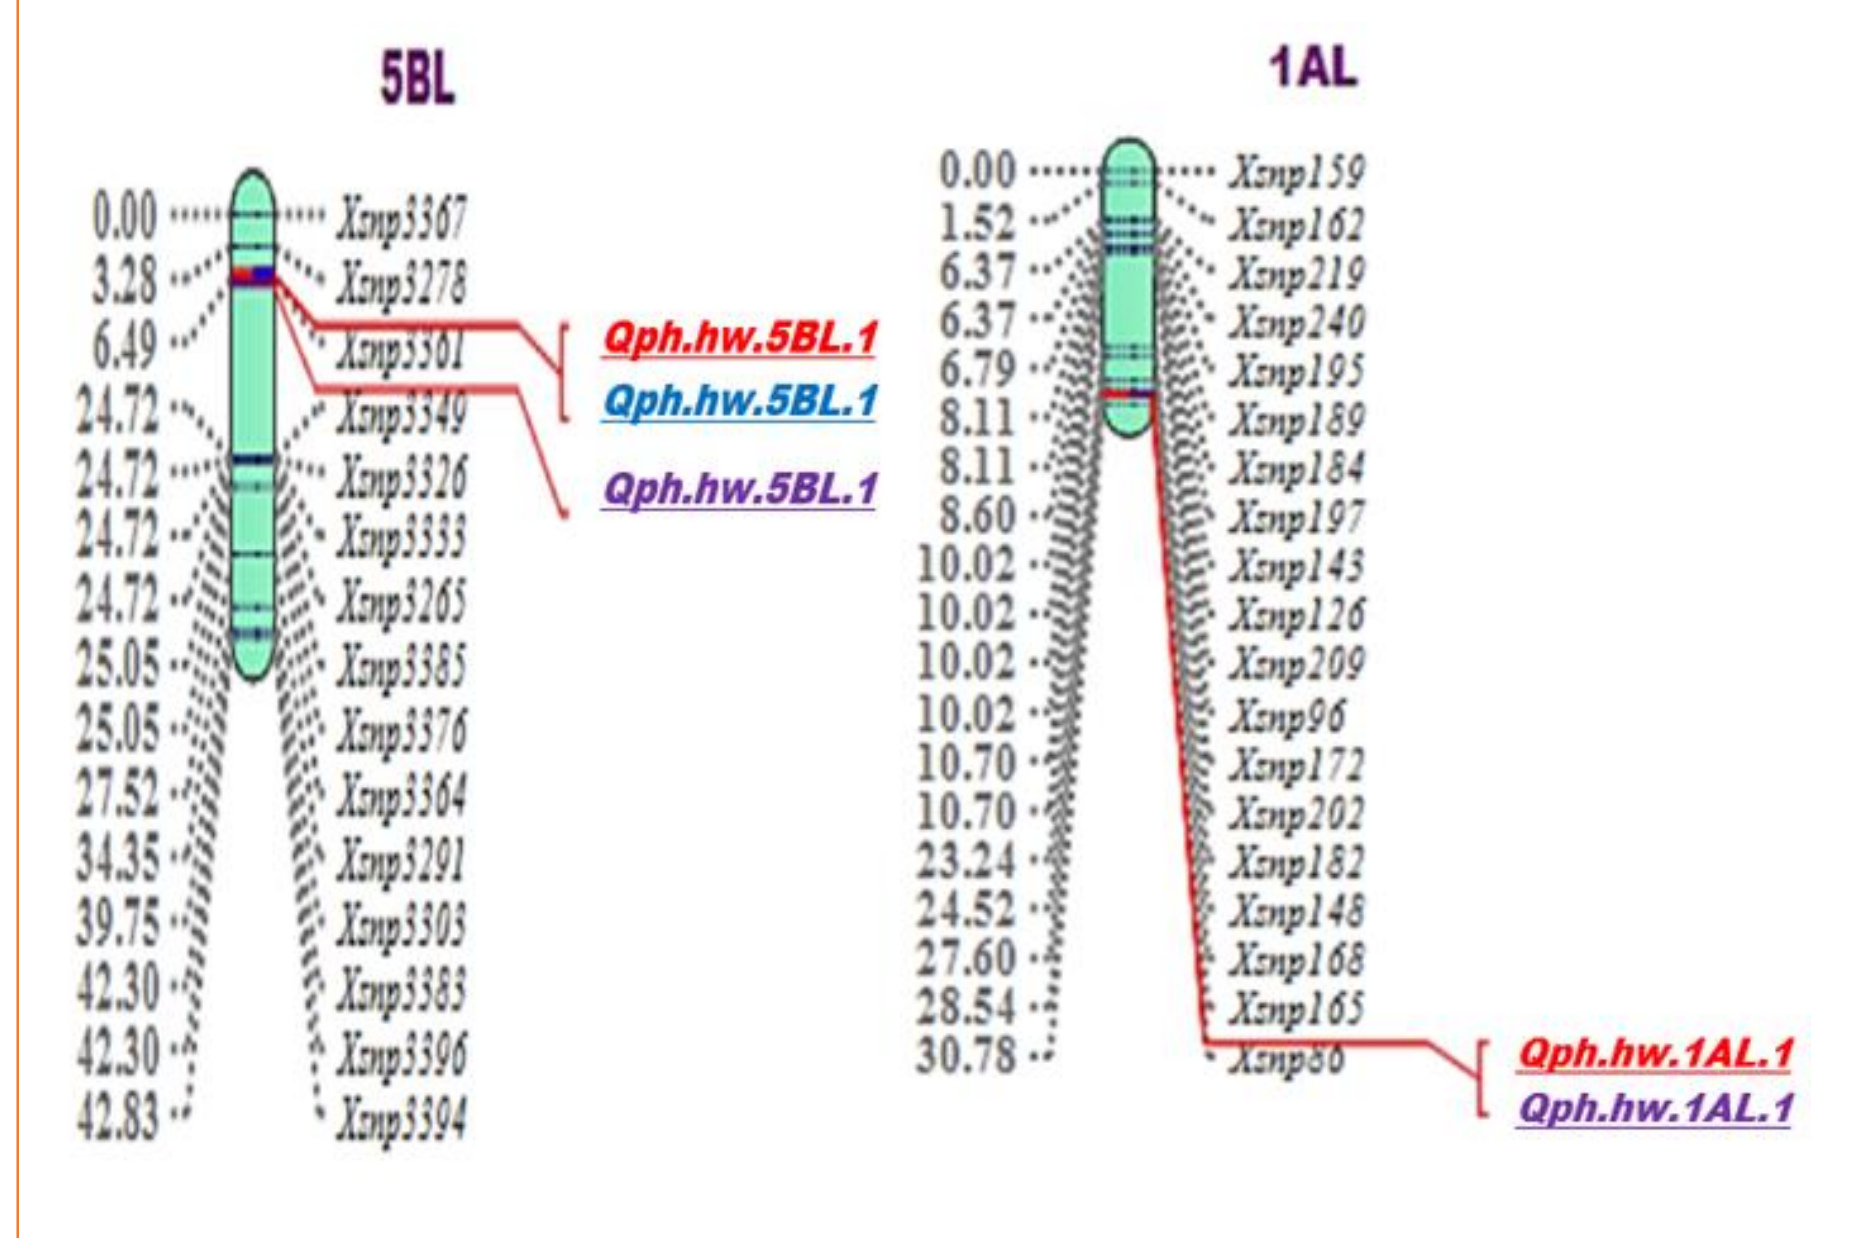 5BL
0.00 Xsnp3367
3.28 Xsnp3278
6.49 Xsnp3361
24.72 Xsnp3349
24.72 Xsnp3326
24.72 Xsnp3333
24.72 Xsnp3265
25.05 Xsnp3385
25.05 Xsnp3376
27.52 Xsnp3364
34.35 Xsnp3291
39.75 Xsnp3303
42.30 Xsnp3383
42.30 Xsnp3396
42.83 Xsnp3394
Qph.hw.5BL.1
Qph.hw.5BL.1
Qph.hw.5BL.1
1AL
0.00 Xsnp159
1.52 Xsnp162
6.37 Xsnp219
6.37 Xsnp240
6.79 Xsnp195
8.11 Xsnp189
8.11 Xsnp184
8.60 Xsnp197
10.02 Xsnp143
10.02 Xsnp126
10.02 Xsnp209
10.02 Xsnp96
10.70 Xsnp172
10.70 Xsnp202
23.24 Xsnp182
24.52 Xsnp148
27.60 Xsnp168
28.54 Xsnp165
30.78 Xsnp86
Qph.hw.1AL.1
Qph.hw.1AL.1